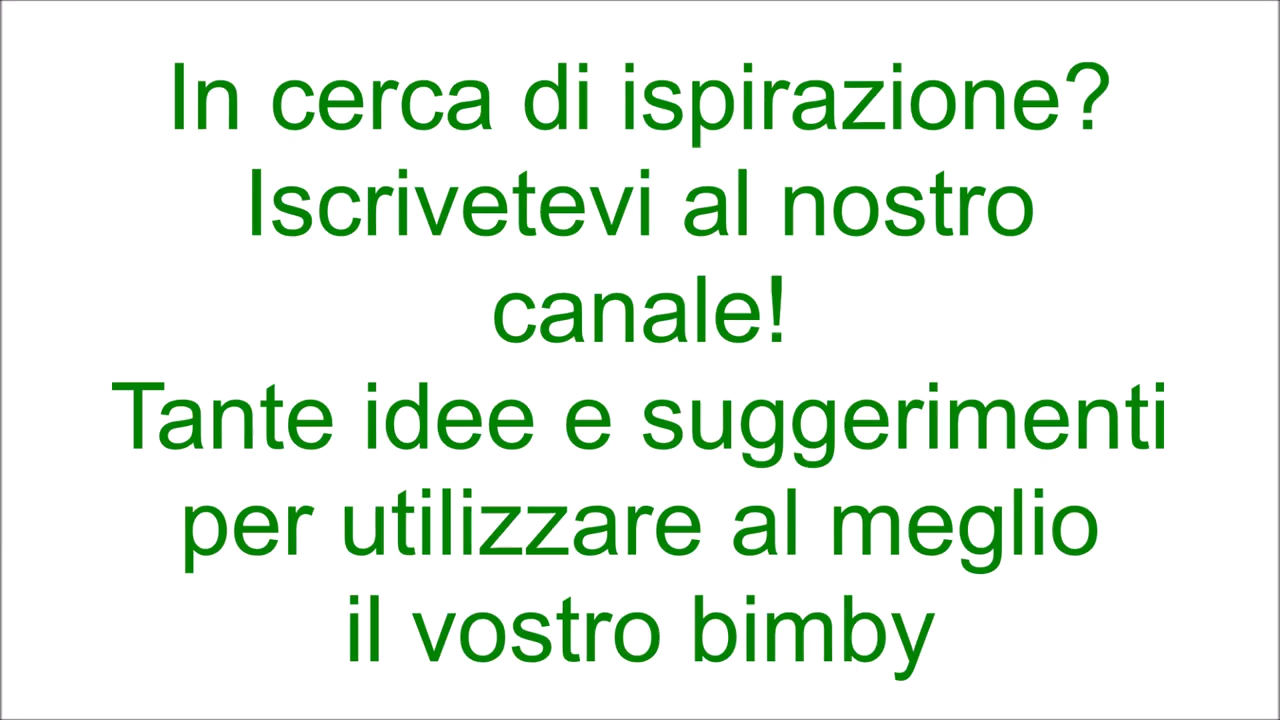 In cerca di ispirazione?
Iscrivetevi al nostro
canale!
Tante idee e suggerimenti
per utilizzare al meglio
il vostro bimby